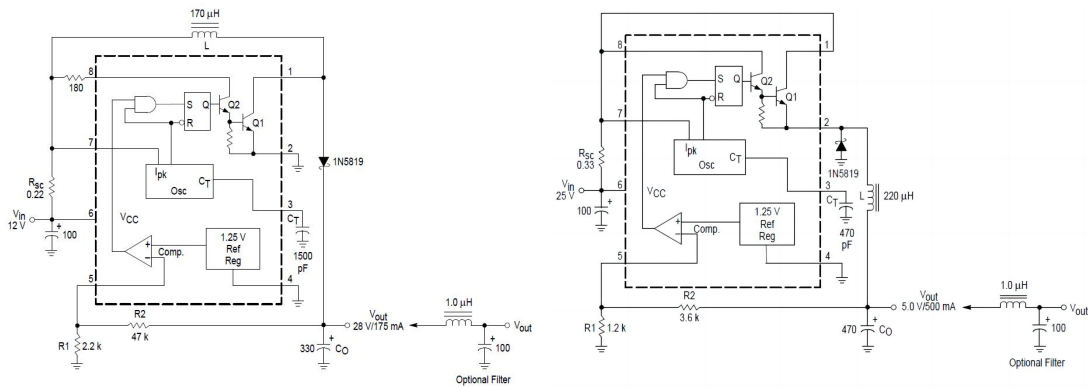 170 µH
L
8
1
180
S
Q
R
Q2
Q1
7
2
Ipk
Osc
CT
1N5819
Rsc
0.22
VCC
3
CT
1500
pF
Vin
12 V
6
100
+
+
−
Comp.
1.25 V
Ref
Reg
5
4
R2
47 k
R1
2.2 k
Vout
28 V/175 mA
1.0 µH
Vout
330
+
CO
+
100
Optional Filter
8
1
S
Q
R
Q2
Q1
7
2
Ipk
Osc
CT
1N5819
Rsc
0.33
VCC
3
CT
470
pF
L
220 µH
Vin
25 V
6
100
+
+
−
Comp.
1.25 V
Ref
Reg
5
4
R2
3.6 k
R1
1.2 k
Vout
5.0 V/500 mA
1.0 µH
Vout
470
+
CO
+
100
Optional Filter